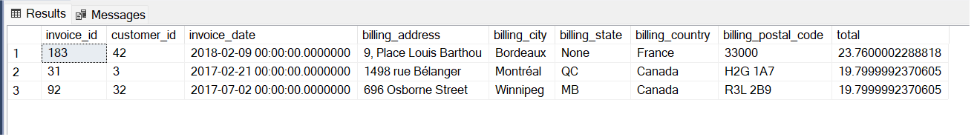 Results Messages
invoice_id customer_id invoice_date billing_address billing_city billing_state billing_country billing_postal_code total
1 183 42 2018-02-09 00:00:00.0000000 9, Place Louis Barthou Bordeaux None France 33000 23.7600002288818
2 31 3 2017-02-21 00:00:00.0000000 1498 rue Bélanger Montréal QC Canada H2G 1A7 19.7999992370605
3 92 32 2017-07-02 00:00:00.0000000 696 Osborne Street Winnipeg MB Canada R3L 2B9 19.7999992370605